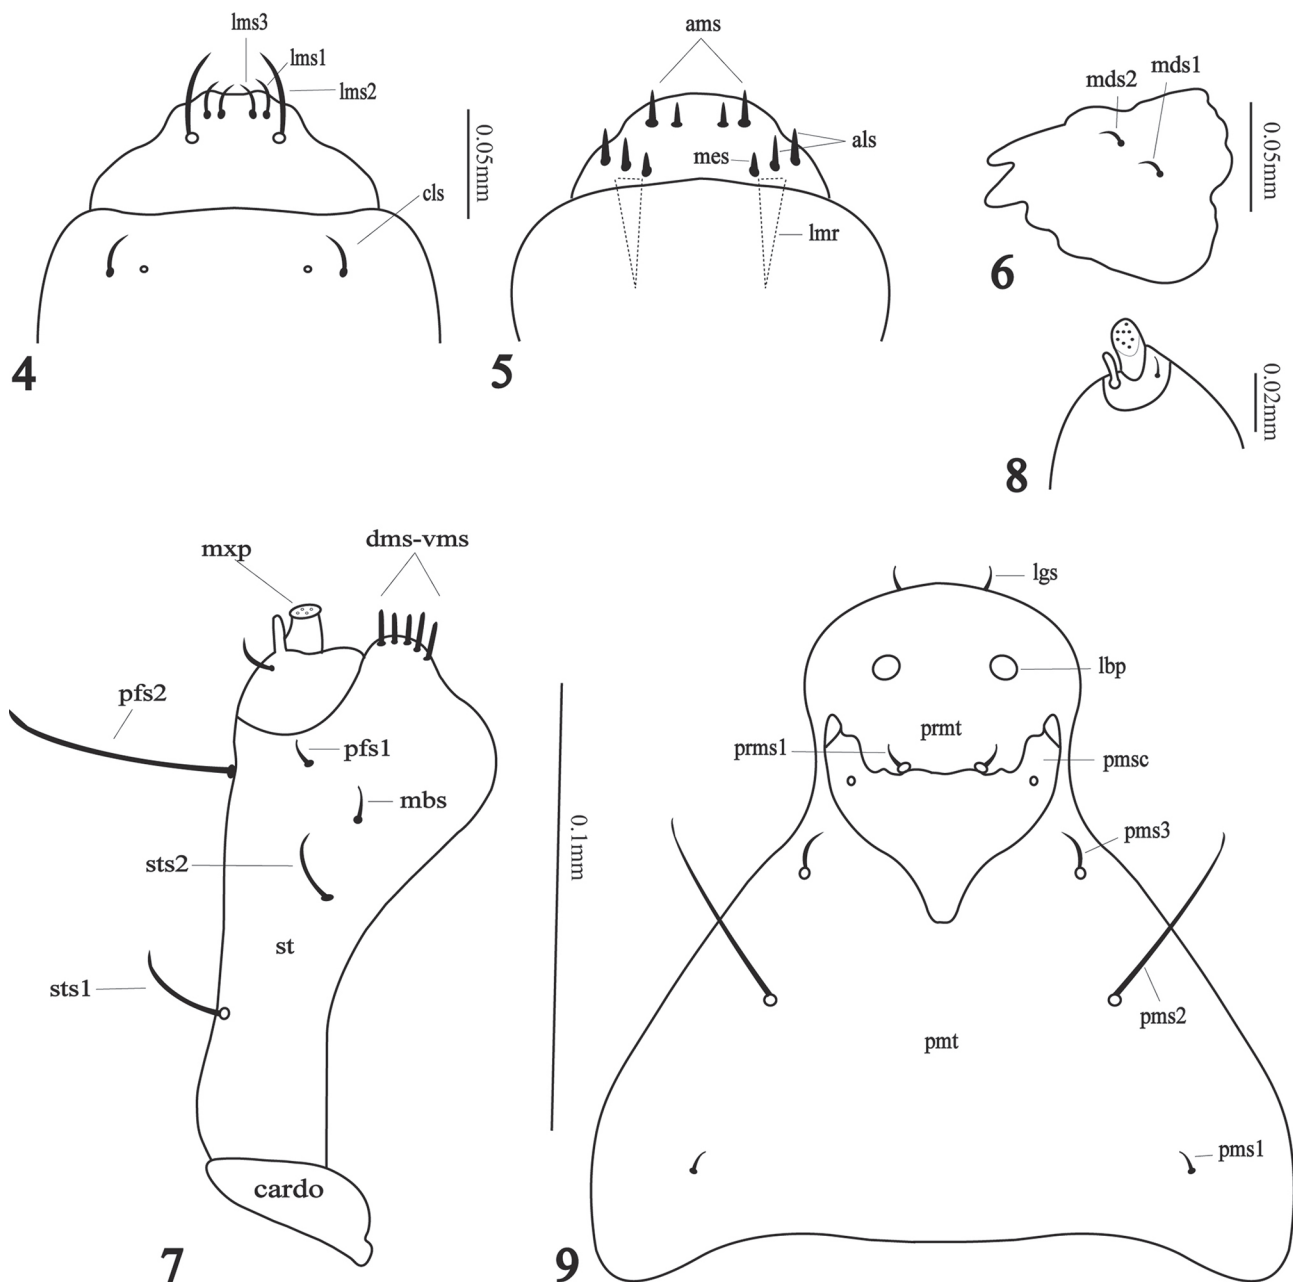 lms3
lms1
lms2
0.05mm
cls
4
ams
als
mes
lmr
5
mds1
mds2
0.05mm
6
0.02mm
8
mxp
dms-vms
pfs2
pfs1
mbs
sts2
st
sts1
cardo
7
0.1mm
lgs
lbp
prmt
prms1
pmsc
pms3
pms2
pmt
pms1
9